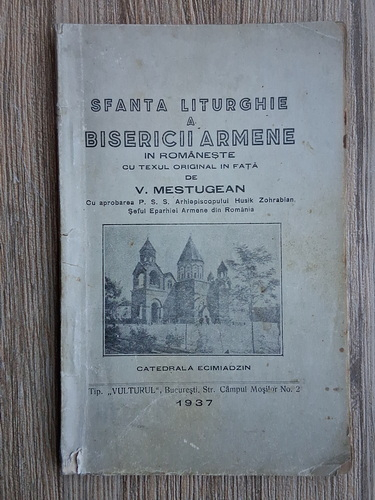 SFANTA LITURGHIE
A
BISERICII ARMENE
IN ROMÂNEȘTE
CU TEXUL ORIGINAL IN FAȚĂ
DE
V. MESTUGEAN
Cu aprobarea P. S. S. Arhiepiscopului Husik Zohrabian.
Șeful Eparhiei Armene din România
CATEDRALA ECIMIADZIN
Tip. „VULTURUL", București, Str. Câmpul Moșilor No. 2
1937